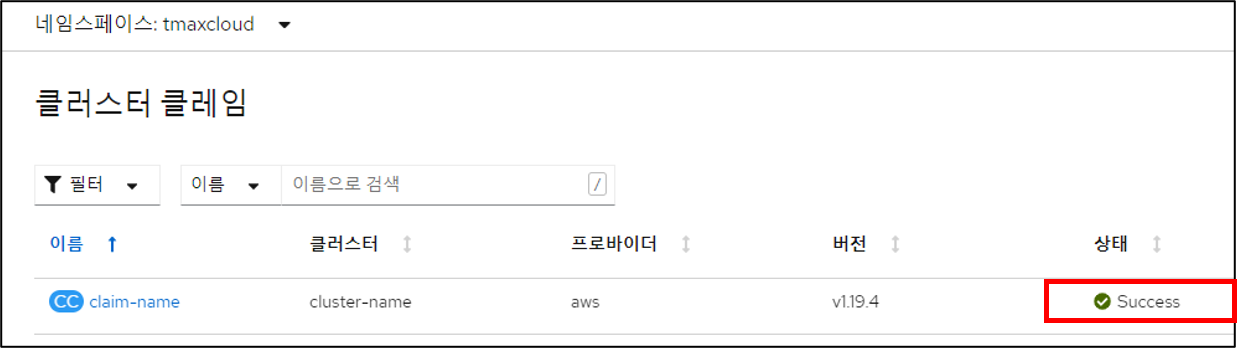 네임스페이스: tmaxcloud
클러스터 클레임
필터 이름 이름으로 검색 /
이름 클러스터 프로바이더 버전 상태
CC claim-name cluster-name aws v1.19.4 Success